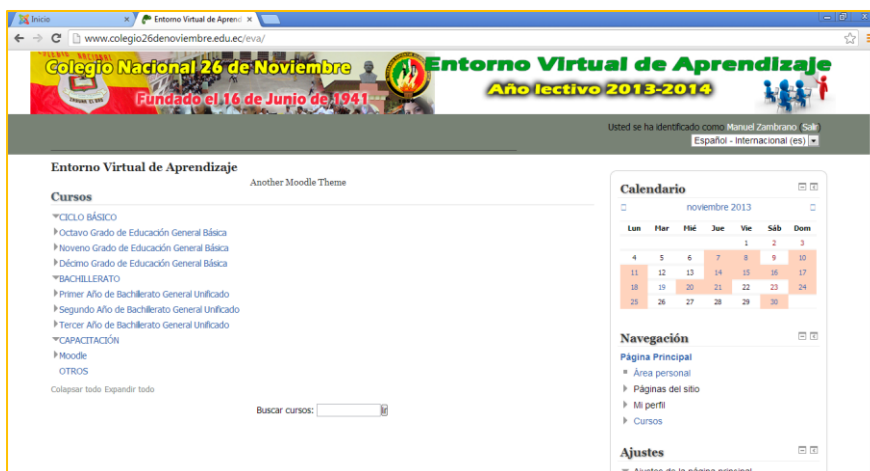 Inicio
Entorno Virtual de Aprend
www.colegio26denoviembre.edu.ec/eva/
Colegio Nacional 26 de Noviembre
Fundado el 16 de Junio de 1941
Entorno Virtual de Aprendizaje
Año lectivo 2013-2014
Usted se ha identificado como Manuel Zambrano (Salir)
Español - Internacional (es)
Entorno Virtual de Aprendizaje
Another Moodle Theme
Cursos
CICLO BÁSICO
Octavo Grado de Educación General Básica
Noveno Grado de Educación General Básica
Décimo Grado de Educación General Básica
BACHILLERATO
Primer Año de Bachillerato General Unificado
Segundo Año de Bachillerato General Unificado
Tercer Año de Bachillerato General Unificado
CAPACITACIÓN
Moodle
OTROS
Colapsar todo Expandir todo
Buscar cursos: Ir
Calendario
noviembre 2013
Lun Mar Mié Jue Vie Sáb Dom
1 2 3
4 5 6 7 8 9 10
11 12 13 14 15 16 17
18 19 20 21 22 23 24
25 26 27 28 29 30
Navegación
Página Principal
Área personal
Páginas del sitio
Mi perfil
Cursos
Ajustes
Ajustes de la página principal